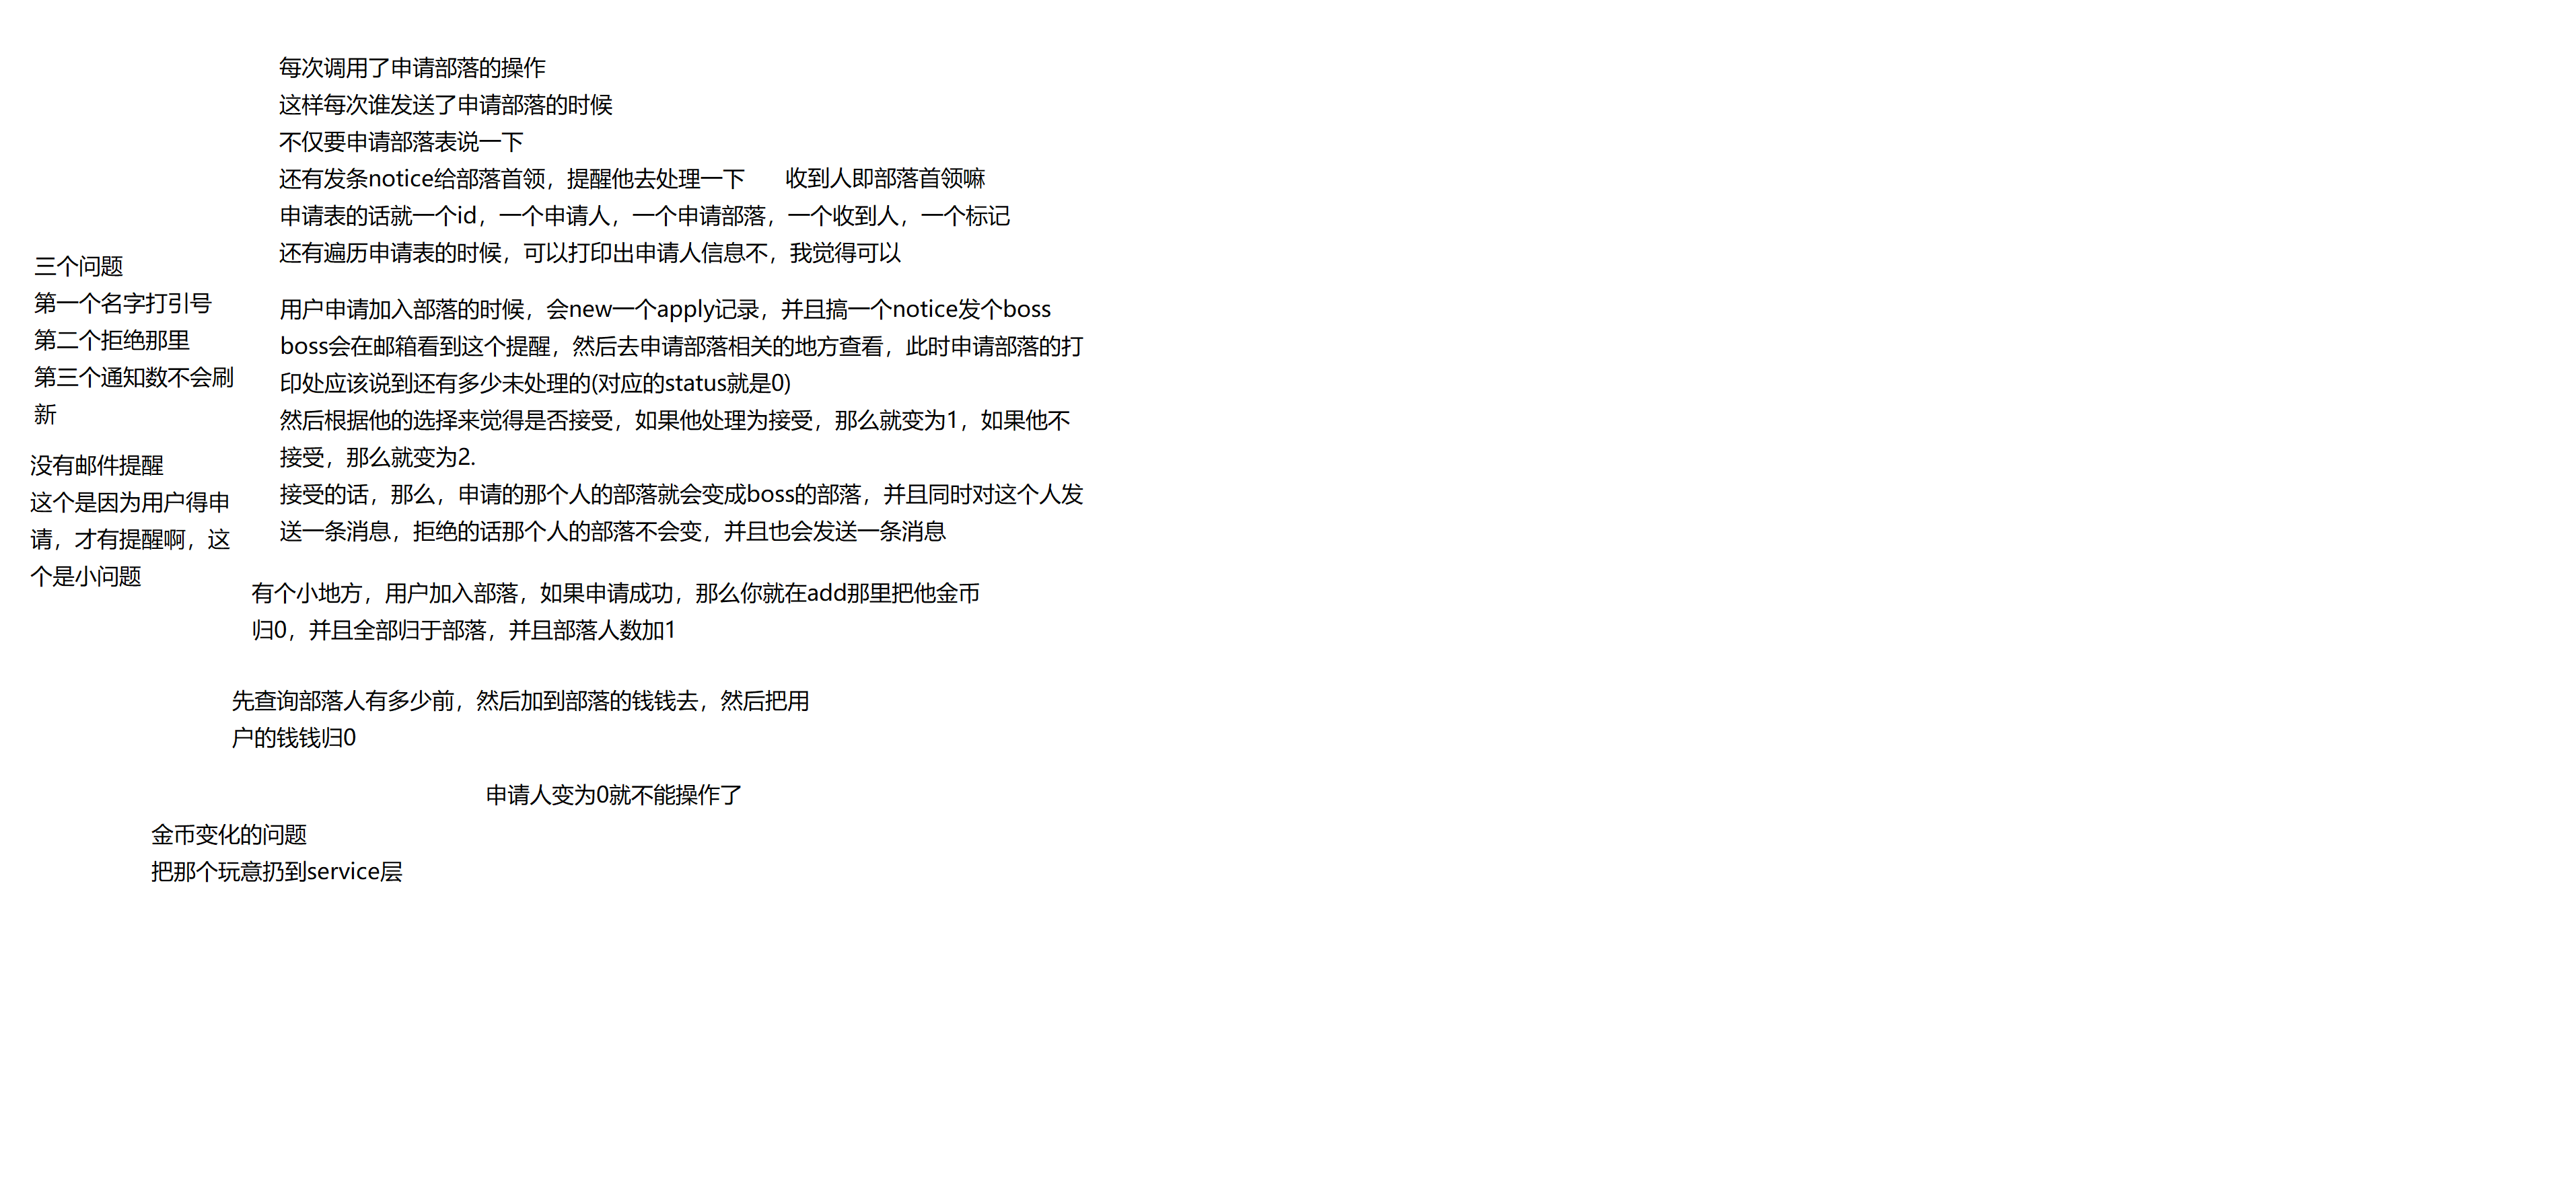 每次调用了申请部落的操作
这样每次谁发送了申请部落的时候
不仅要申请部落表说一下
还有发条notice给部落首领，提醒他去处理一下
收到人即部落首领嘛
申请表的话就一个id，一个申请人，一个申请部落，一个收到人，一个标记
还有遍历申请表的时候，可以打印出申请人信息不，我觉得可以
三个问题
第一个名字打引号
第二个拒绝那里
第三个通知数不会刷
新
没有邮件提醒
这个是因为用户得申
请，才有提醒啊，这
个是小问题
用户申请加入部落的时候，会new一个apply记录，并且搞一个notice发个boss
boss会在邮箱看到这个提醒，然后去申请部落相关的地方查看，此时申请部落的打
印处应该说到还有多少未处理的(对应的status就是0)
然后根据他的选择来觉得是否接受，如果他处理为接受，那么就变为1，如果他不
接受，那么就变为2.
接受的话，那么，申请的那个人的部落就会变成boss的部落，并且同时对这个人发
送一条消息，拒绝的话那个人的部落不会变，并且也会发送一条消息
有个小地方，用户加入部落，如果申请成功，那么你就在add那里把他金币
归0，并且全部归于部落，并且部落人数加1
先查询部落人有多少前，然后加到部落的钱钱去，然后把用
户的钱钱归0
申请人变为0就不能操作了
金币变化的问题
把那个玩意扔到service层